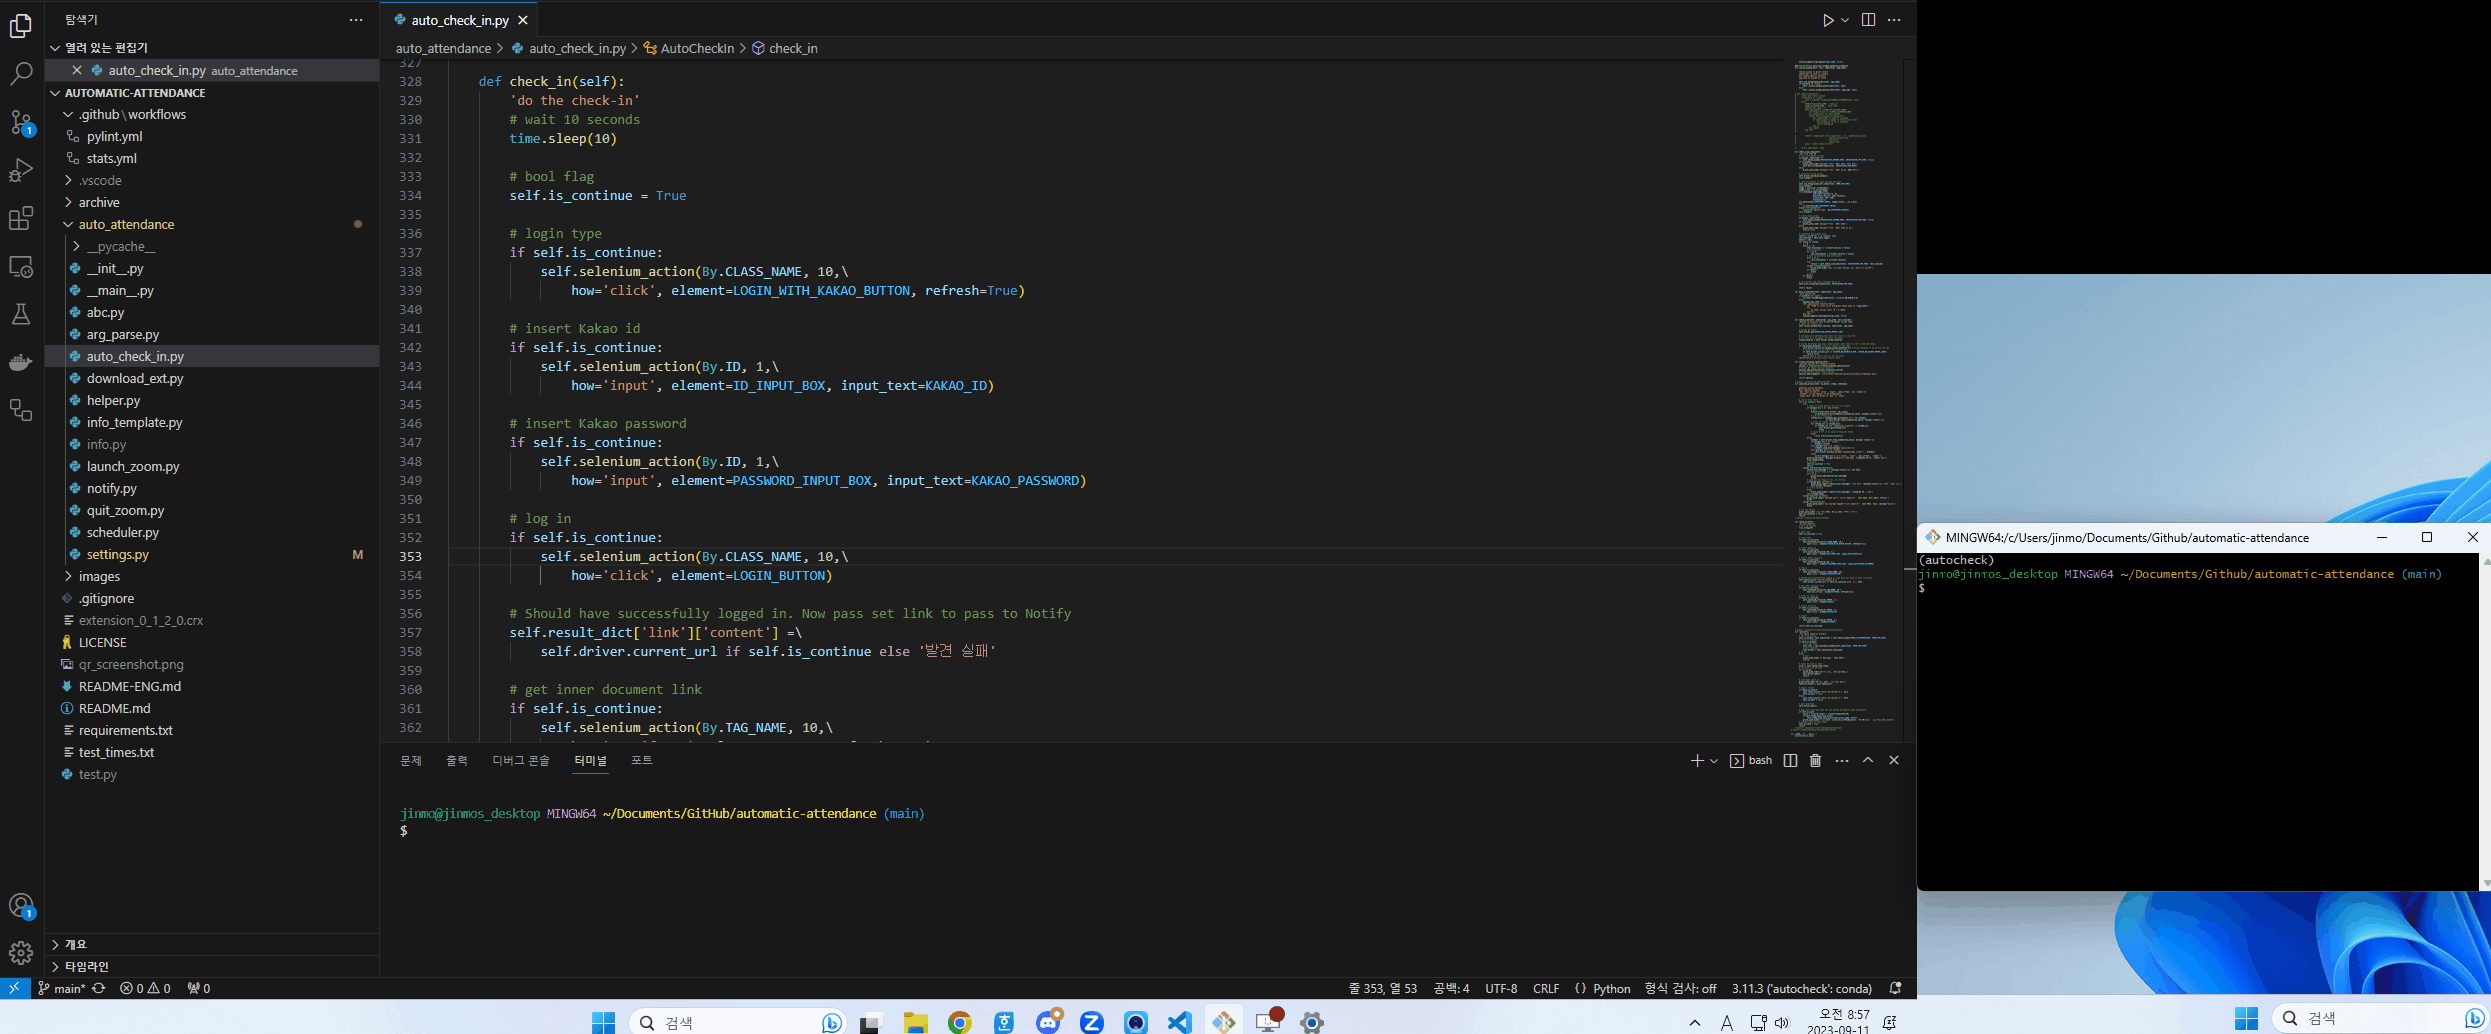 탐색기
열려 있는 편집기
auto_check_in.py auto_attendance
AUTOMATIC-ATTENDANCE
.github\workflows
pylint.yml
stats.yml
.vscode
archive
auto_attendance
__pycache__
__init__.py
__main__.py
abc.py
arg_parse.py
auto_check_in.py
download_ext.py
helper.py
info_template.py
info.py
launch_zoom.py
notify.py
quit_zoom.py
scheduler.py
settings.py M
images
.gitignore
extension_0_1_2_0.crx
LICENSE
qr_screenshot.png
README-ENG.md
README.md
requirements.txt
test_times.txt
test.py
개요
타임라인
1
1
auto_check_in.py
auto_attendance > auto_check_in.py > AutoCheckIn > check_in
327
328 def check_in(self):
329 'do the check-in'
330 # wait 10 seconds
331 time.sleep(10)
332
333 # bool flag
334 self.is_continue = True
335
336 # login type
337 if self.is_continue:
338 self.selenium_action(By.CLASS_NAME, 10,\
339 how='click', element=LOGIN_WITH_KAKAO_BUTTON, refresh=True)
340
341 # insert Kakao id
342 if self.is_continue:
343 self.selenium_action(By.ID, 1,\
344 how='input', element=ID_INPUT_BOX, input_text=KAKAO_ID)
345
346 # insert Kakao password
347 if self.is_continue:
348 self.selenium_action(By.ID, 1,\
349 how='input', element=PASSWORD_INPUT_BOX, input_text=KAKAO_PASSWORD)
350
351 # log in
352 if self.is_continue:
353 self.selenium_action(By.CLASS_NAME, 10,\
354 how='click', element=LOGIN_BUTTON)
355
356 # Should have successfully logged in. Now pass set link to pass to Notify
357 self.result_dict['link']['content'] =\
358 self.driver.current_url if self.is_continue else '발견 실패'
359
360 # get inner document link
361 if self.is_continue:
362 self.selenium_action(By.TAG_NAME, 10,\
문제 출력 디버그 콘솔 터미널 포트
bash
jinmo@jinmos_desktop MINGW64 ~/Documents/GitHub/automatic-attendance (main)
$
main* 0 0 0
줄 353, 열 53 공백: 4 UTF-8 CRLF {} Python 형식 검사: off 3.11.3 ('autocheck': conda)
검색
A
오전 8:57
2023-09-11
MINGW64:/c/Users/jinmo/Documents/Github/automatic-attendance
(autocheck)
jinmo@jinmos_desktop MINGW64 ~/Documents/Github/automatic-attendance (main)
$
검색